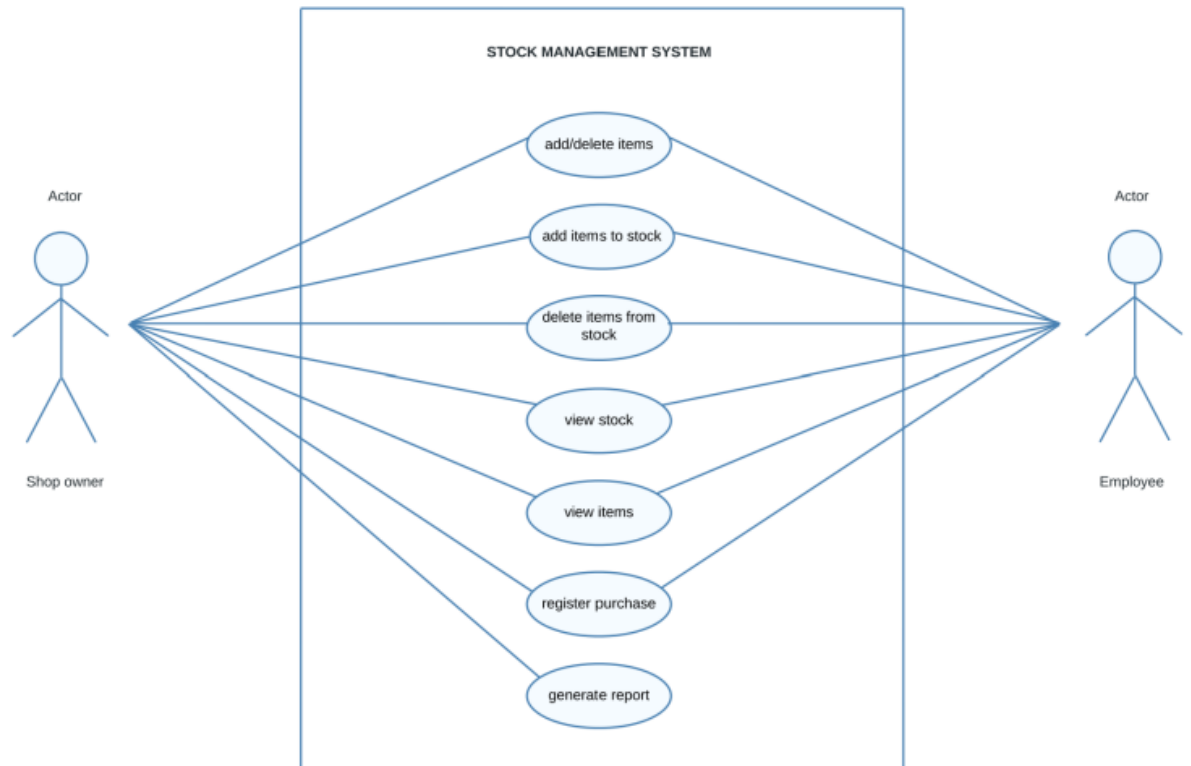 STOCK MANAGEMENT SYSTEM
add/delete items
Actor
Actor
add items to stock
delete items from
stock
view stock
Shop owner
Employee
view items
register purchase
generate report